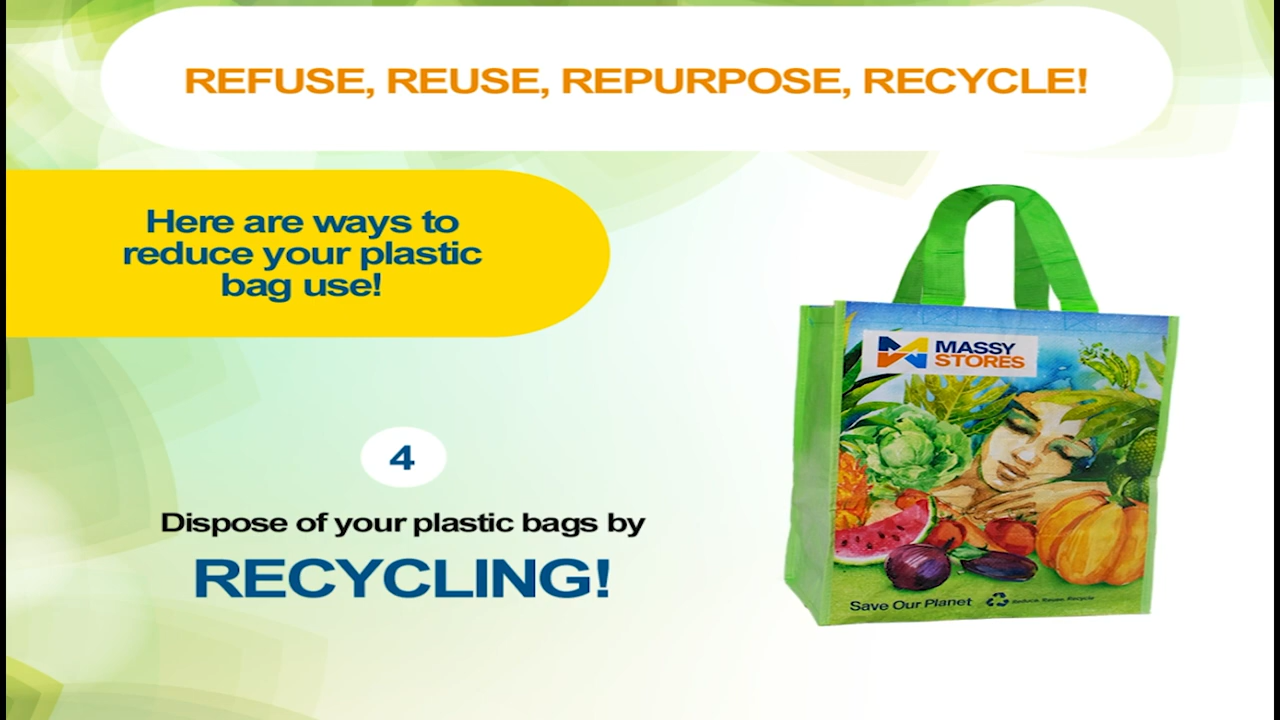 REFUSE, REUSE, REPURPOSE, RECYCLE!
Here are ways to
reduce your plastic
bag use!
4
Dispose of your plastic bags by
RECYCLING!
MASSY
STORES
Save Our Planet
Reduce, Reuse, Recycle